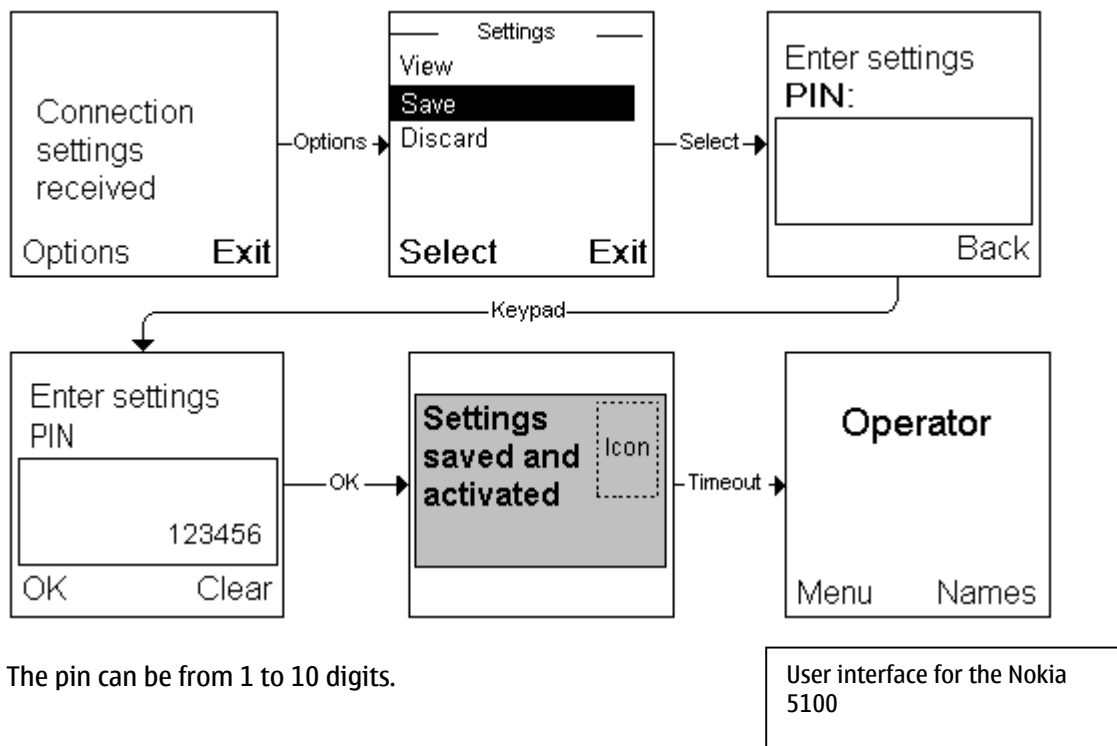 Connection
settings
received
Options Exit
Options
Settings
View
Save
Discard
Select Exit
Select
Enter settings
PIN:
Back
Keypad
Enter settings
PIN
123456
OK Clear
OK
Settings
saved and
activated
Icon
Timeout
Operator
Menu Names
The pin can be from 1 to 10 digits.
User interface for the Nokia
5100